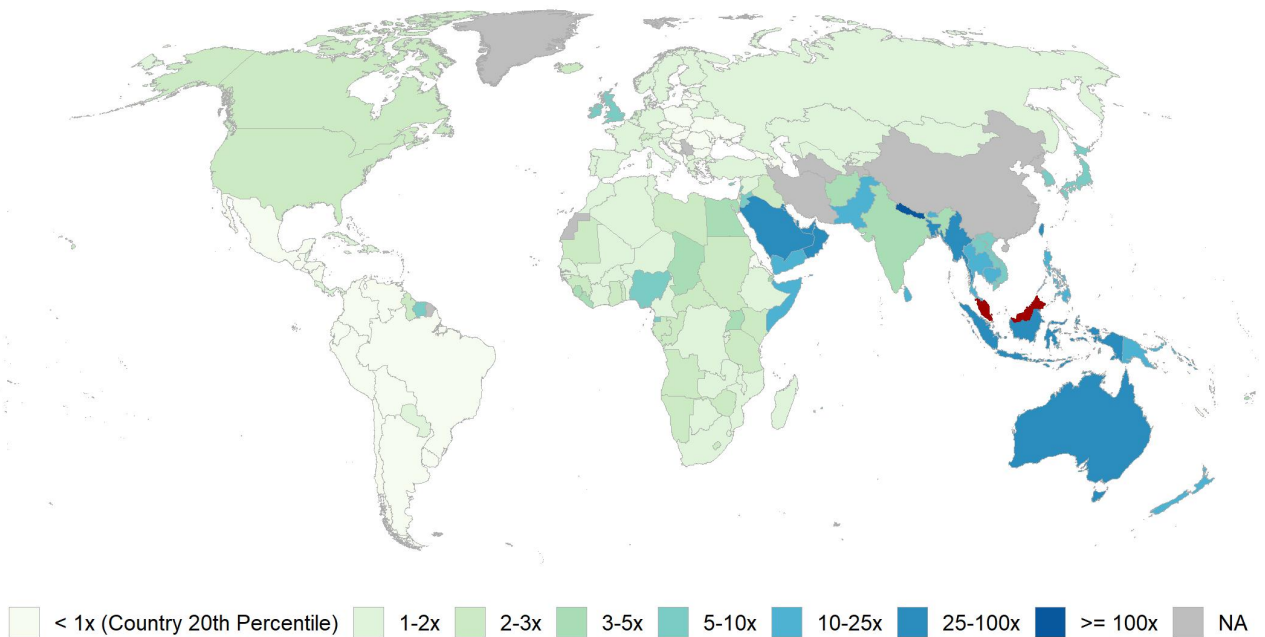 < 1x (Country 20th Percentile) 1-2x 2-3x 3-5x 5-10x 10-25x 25-100x >= 100x NA